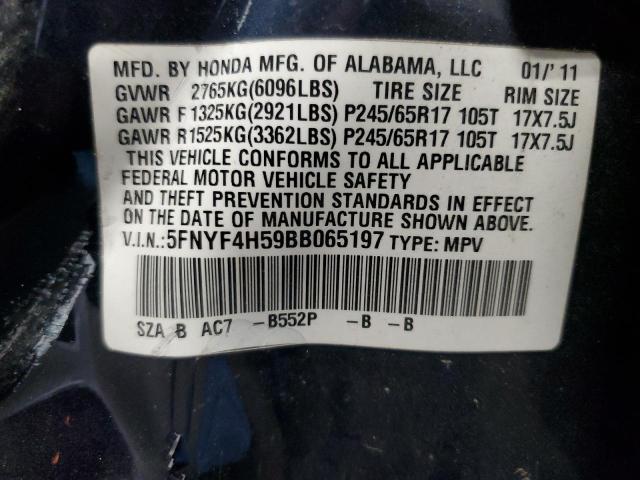 MFD. BY HONDA MFG. OF ALABAMA, LLC 01/'11
GVWR 2765KG(6096LBS) TIRE SIZE RIM SIZE
GAWR F 1325KG(2921LBS) P245/65R17 105T 17X7.5J
GAWR R 1525KG(3362LBS) P245/65R17 105T 17X7.5J
THIS VEHICLE CONFORMS TO ALL APPLICABLE
FEDERAL MOTOR VEHICLE SAFETY
AND THEFT PREVENTION STANDARDS IN EFFECT
ON THE DATE OF MANUFACTURE SHOWN ABOVE.
V.I.N.:5FNYF4H59BB065197 TYPE: MPV
SZA B AC7 -B552P -B -B